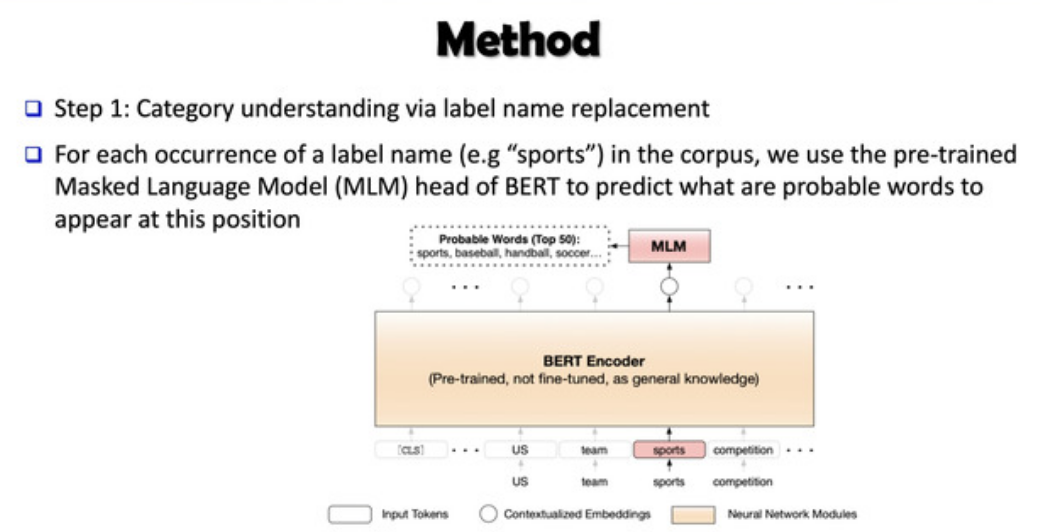 Method
Step 1: Category understanding via label name replacement
For each occurrence of a label name (e.g “sports”) in the corpus, we use the pre-trained
Masked Language Model (MLM) head of BERT to predict what are probable words to
appear at this position
Probable Words (Top 50):
sports, baseball, handball, soccer...
MLM
. . .
. . .
BERT Encoder
(Pre-trained, not fine-tuned, as general knowledge)
[CLS] . . . US team sports competition . . .
US team sports competition
Input Tokens Contextualized Embeddings Neural Network Modules